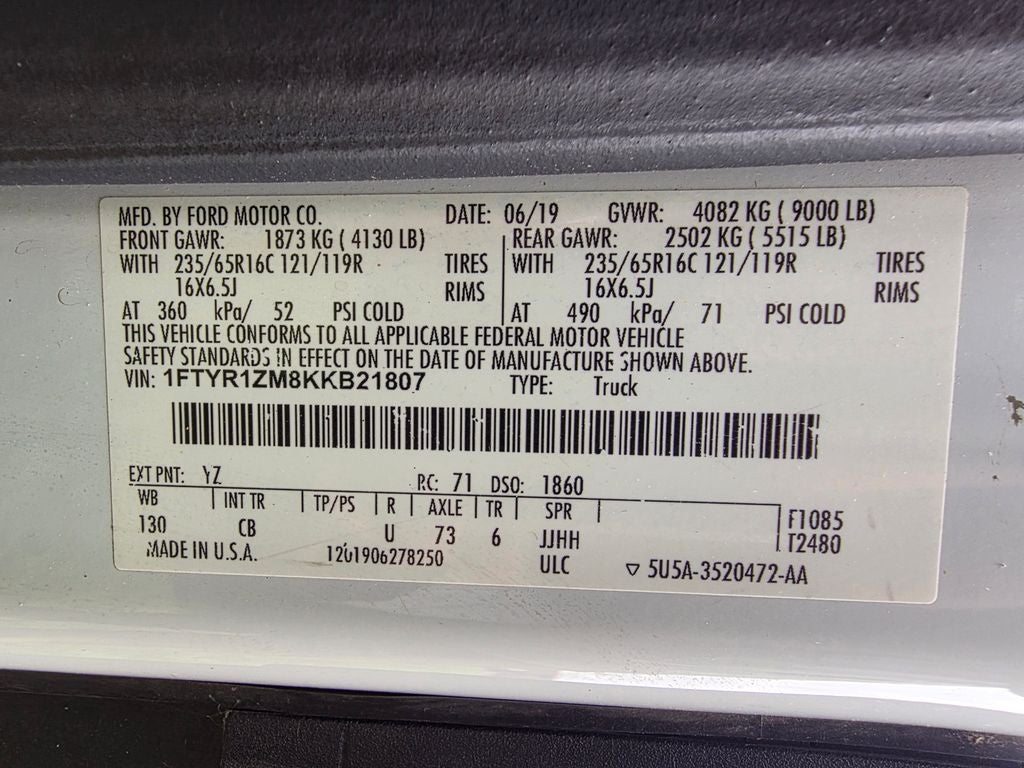 MFD. BY FORD MOTOR CO. DATE: 06/19 GVWR: 4082 KG ( 9000 LB)
FRONT GAWR: 1873 KG ( 4130 LB) REAR GAWR: 2502 KG ( 5515 LB)
WITH 235/65R16C 121/119R TIRES WITH 235/65R16C 121/119R TIRES
16X6.5J RIMS 16X6.5J RIMS
AT 360 kPa/ 52 PSI COLD AT 490 kPa/ 71 PSI COLD
THIS VEHICLE CONFORMS TO ALL APPLICABLE FEDERAL MOTOR VEHICLE
SAFETY STANDARDS IN EFFECT ON THE DATE OF MANUFACTURE SHOWN ABOVE.
VIN: 1FTYR1ZM8KKB21807 TYPE: Truck
EXT PNT: YZ RC: 71 DSO: 1860
WB INT TR TP/PS R AXLE TR SPR F1085
130 CB U 73 6 JJHH T2480
MADE IN U.S.A. 1201906278250 ULC ▽ 5U5A-3520472-AA